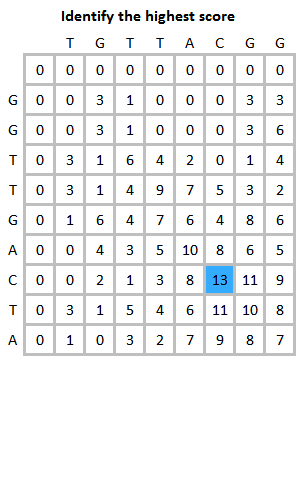 Identify the highest score
T G T T A C G G
0 0 0 0 0 0 0 0 0
G 0 0 3 1 0 0 0 3 3
G 0 0 3 1 0 0 0 3 6
T 0 3 1 6 4 2 0 1 4
T 0 3 1 4 9 7 5 3 2
G 0 1 6 4 7 6 4 8 6
A 0 0 4 3 5 10 8 6 5
C 0 0 2 1 3 8 13 11 9
T 0 3 1 5 4 6 11 10 8
A 0 1 0 3 2 7 9 8 7